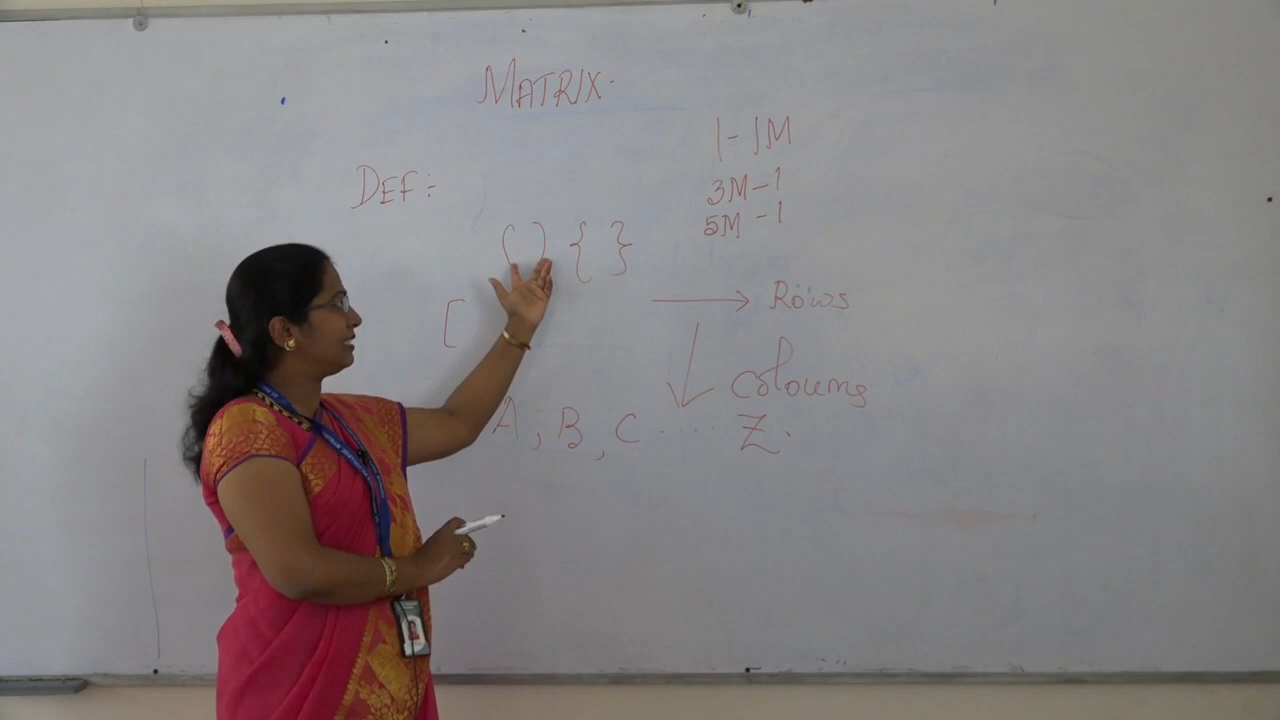 MATRIX.
1-1M
DEF:-
3M-1
5M-1
( ) { }
[
→ Rows
↓ coloums
A, B, C ..... Z.